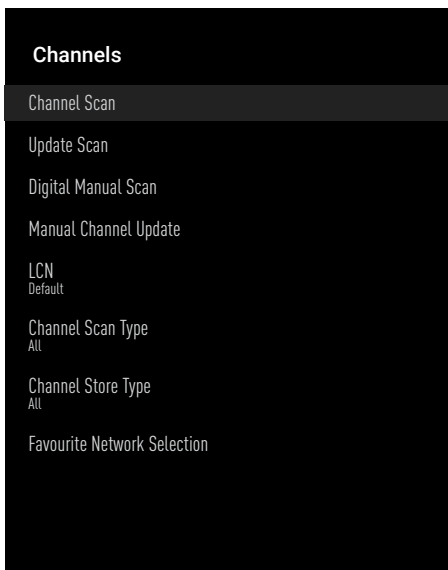 Channels
Channel Scan
Update Scan
Digital Manual Scan
Manual Channel Update
LCN
Default
Channel Scan Type
All
Channel Store Type
All
Favourite Network Selection